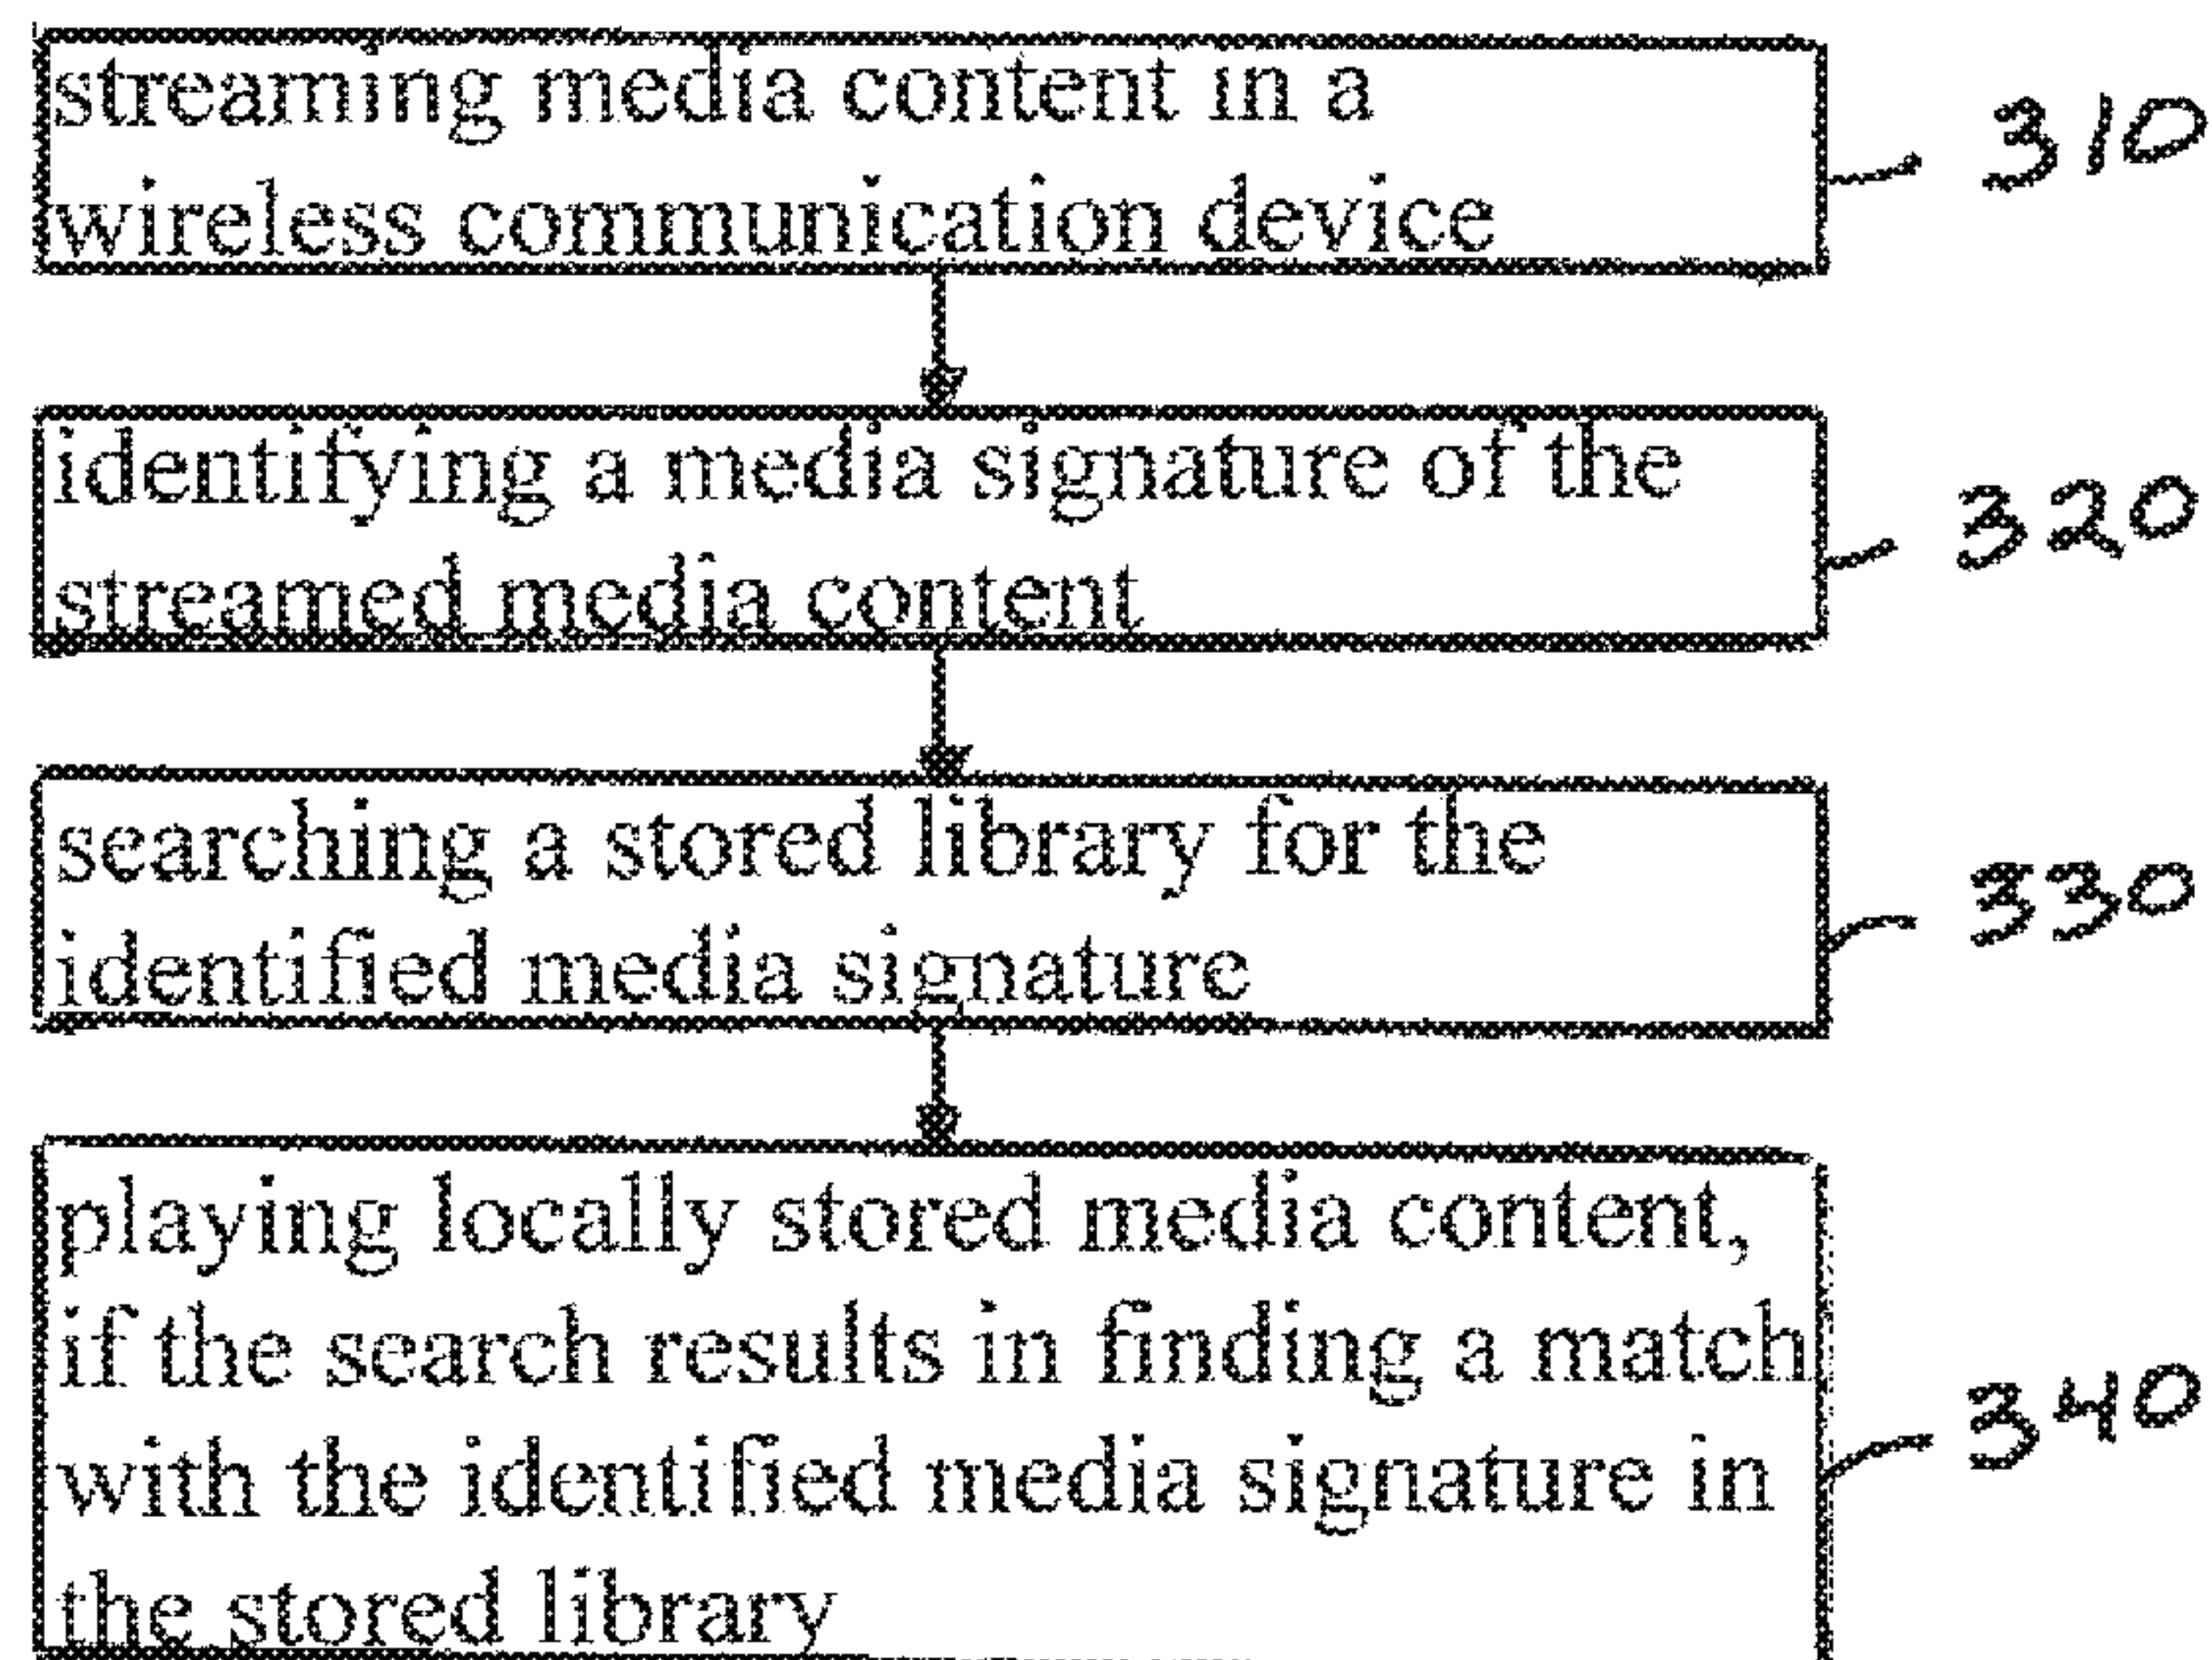 streaming media content in a
wireless communication device
310
identifying a media signature of the
streamed media content
320
searching a stored library for the
identified media signature
330
playing locally stored media content,
if the search results in finding a match
with the identified media signature in
the stored library
340